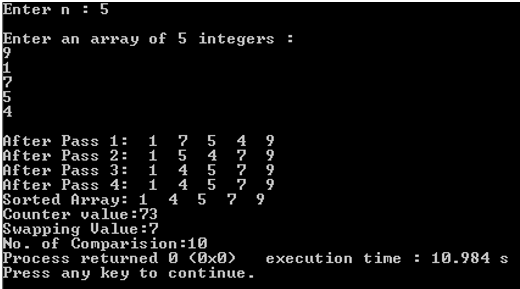 Enter n : 5
Enter an array of 5 integers :
9
1
7
5
4
After Pass 1:  1  7  5  4  9
After Pass 2:  1  5  4  7  9
After Pass 3:  1  4  5  7  9
After Pass 4:  1  4  5  7  9
Sorted Array: 1  4  5  7  9
Counter value:73
Swapping Value:7
No. of Comparision:10
Process returned 0 (0x0)   execution time : 10.984 s
Press any key to continue.